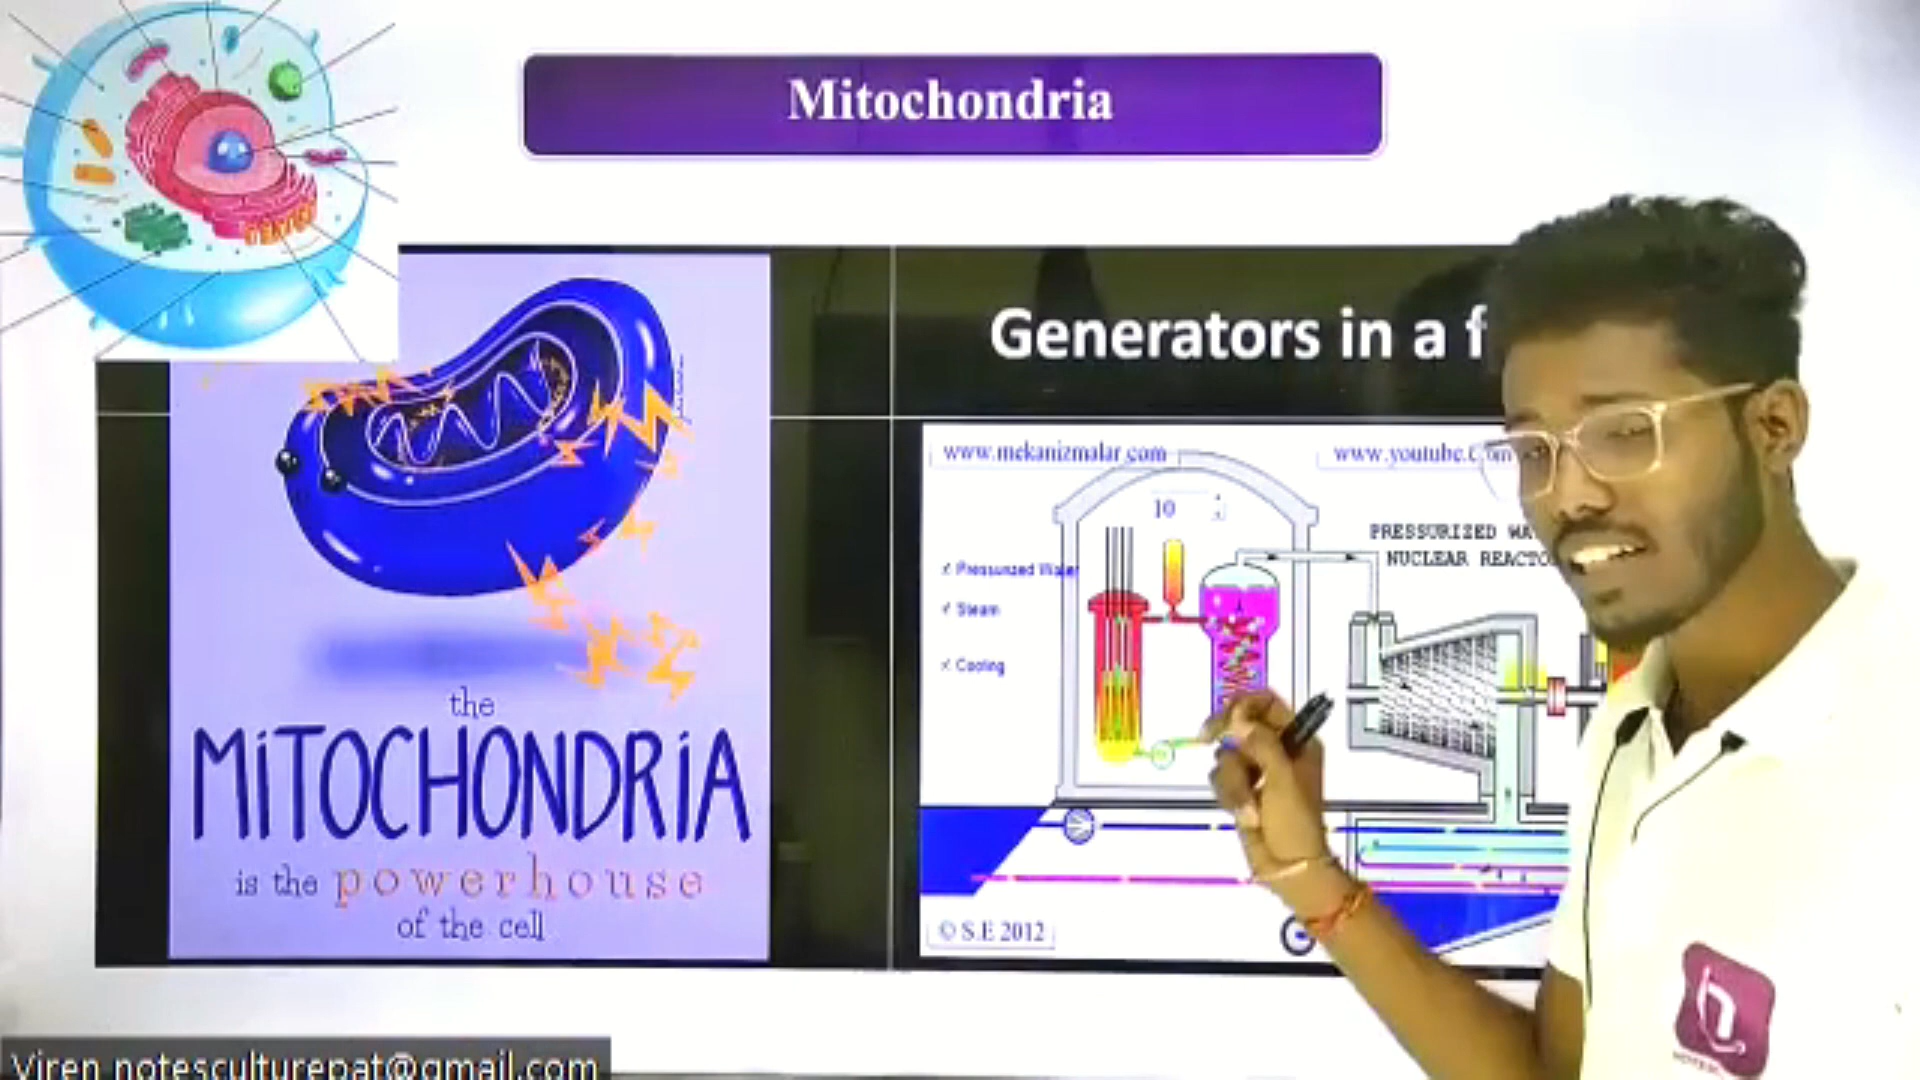 Mitochondria
Generators in a f
www.mekanizmalar.com
www.youtube.com
10
PRESSURIZED WA
NUCLEAR REACTO
✓ Pressurized Water
✓ Steam
✓ Cooling
the
MiTOCHONDRiA
is the powerhouse
of the cell
© S.E 2012
Viren notesculturepat@gmail.com